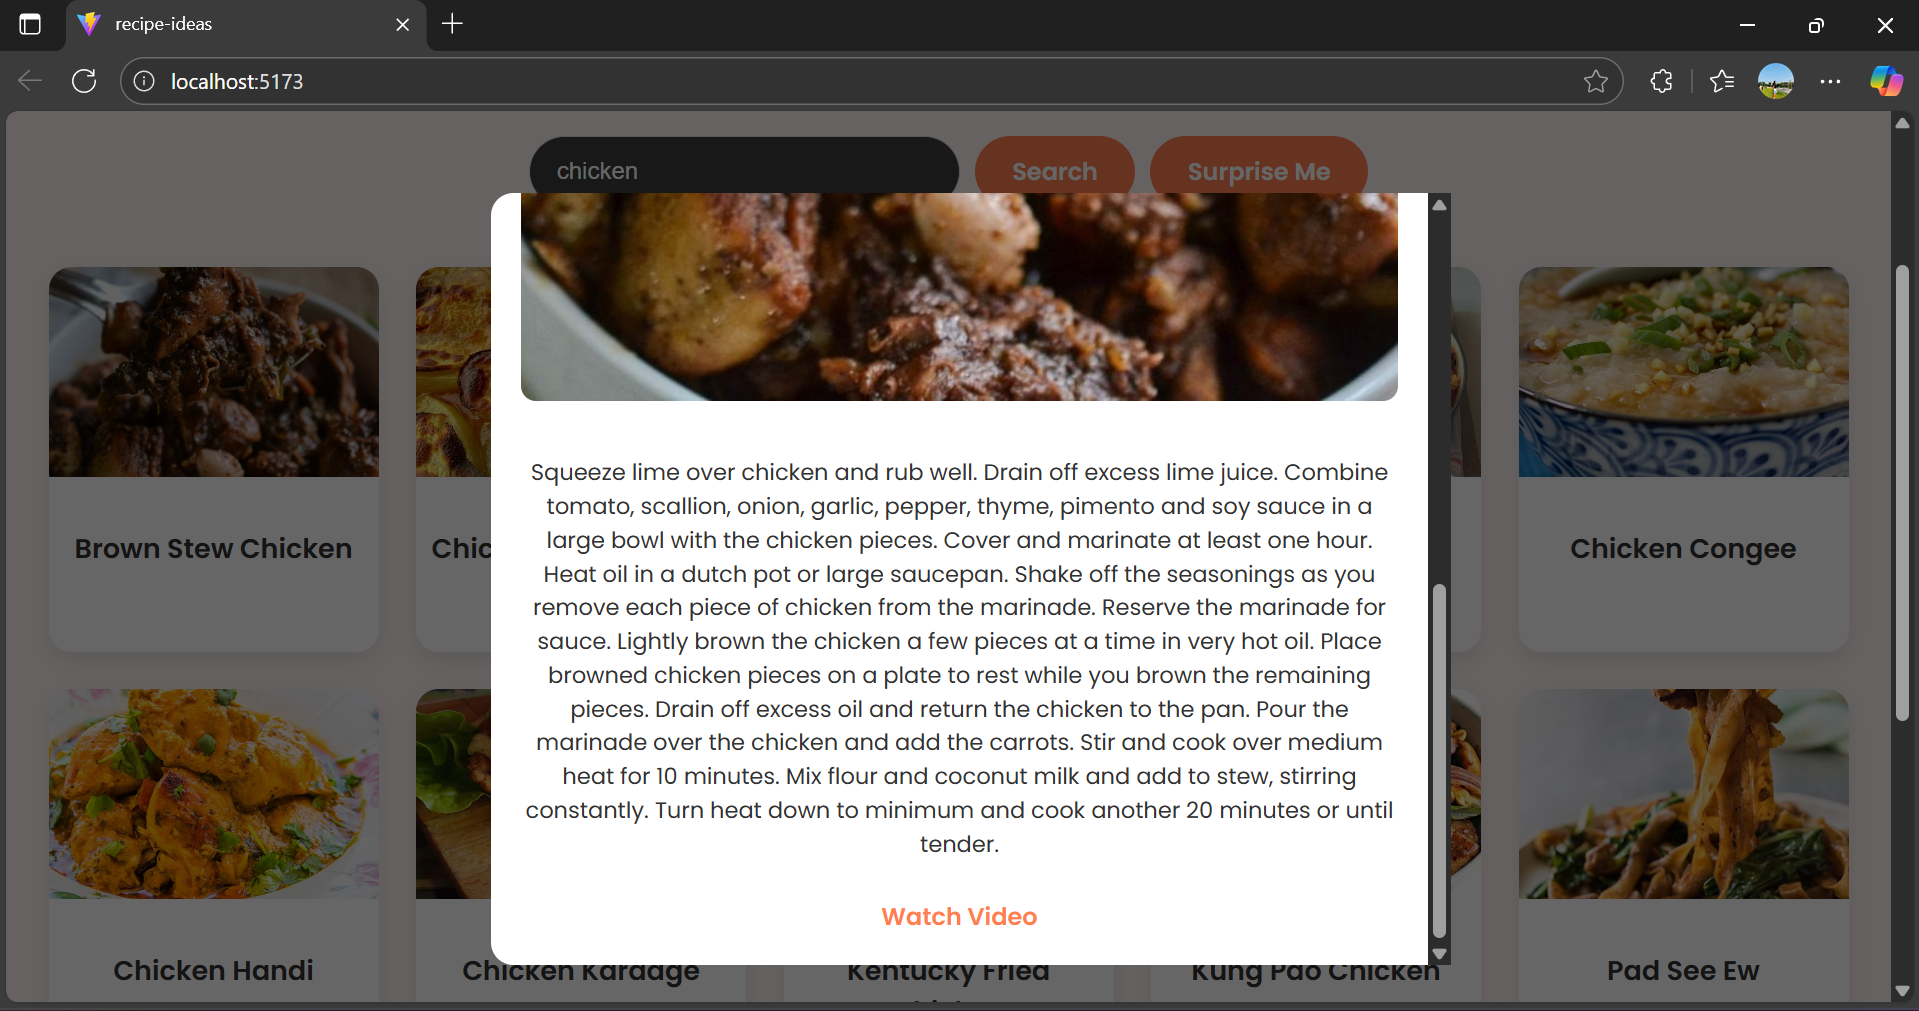 recipe-ideas
localhost:5173
chicken
Search
Surprise Me
Squeeze lime over chicken and rub well. Drain off excess lime juice. Combine
tomato, scallion, onion, garlic, pepper, thyme, pimento and soy sauce in a
large bowl with the chicken pieces. Cover and marinate at least one hour.
Heat oil in a dutch pot or large saucepan. Shake off the seasonings as you
remove each piece of chicken from the marinade. Reserve the marinade for
sauce. Lightly brown the chicken a few pieces at a time in very hot oil. Place
browned chicken pieces on a plate to rest while you brown the remaining
pieces. Drain off excess oil and return the chicken to the pan. Pour the
marinade over the chicken and add the carrots. Stir and cook over medium
heat for 10 minutes. Mix flour and coconut milk and add to stew, stirring
constantly. Turn heat down to minimum and cook another 20 minutes or until
tender.
Watch Video
Brown Stew Chicken
Chic
Chicken Congee
Chicken Handi
Chicken Karaage
Kentucky Fried
Kung Pao Chicken
Pad See Ew